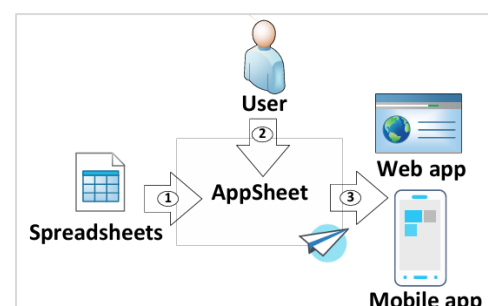 User
2
Web app
1
AppSheet
3
Spreadsheets
Mobile app